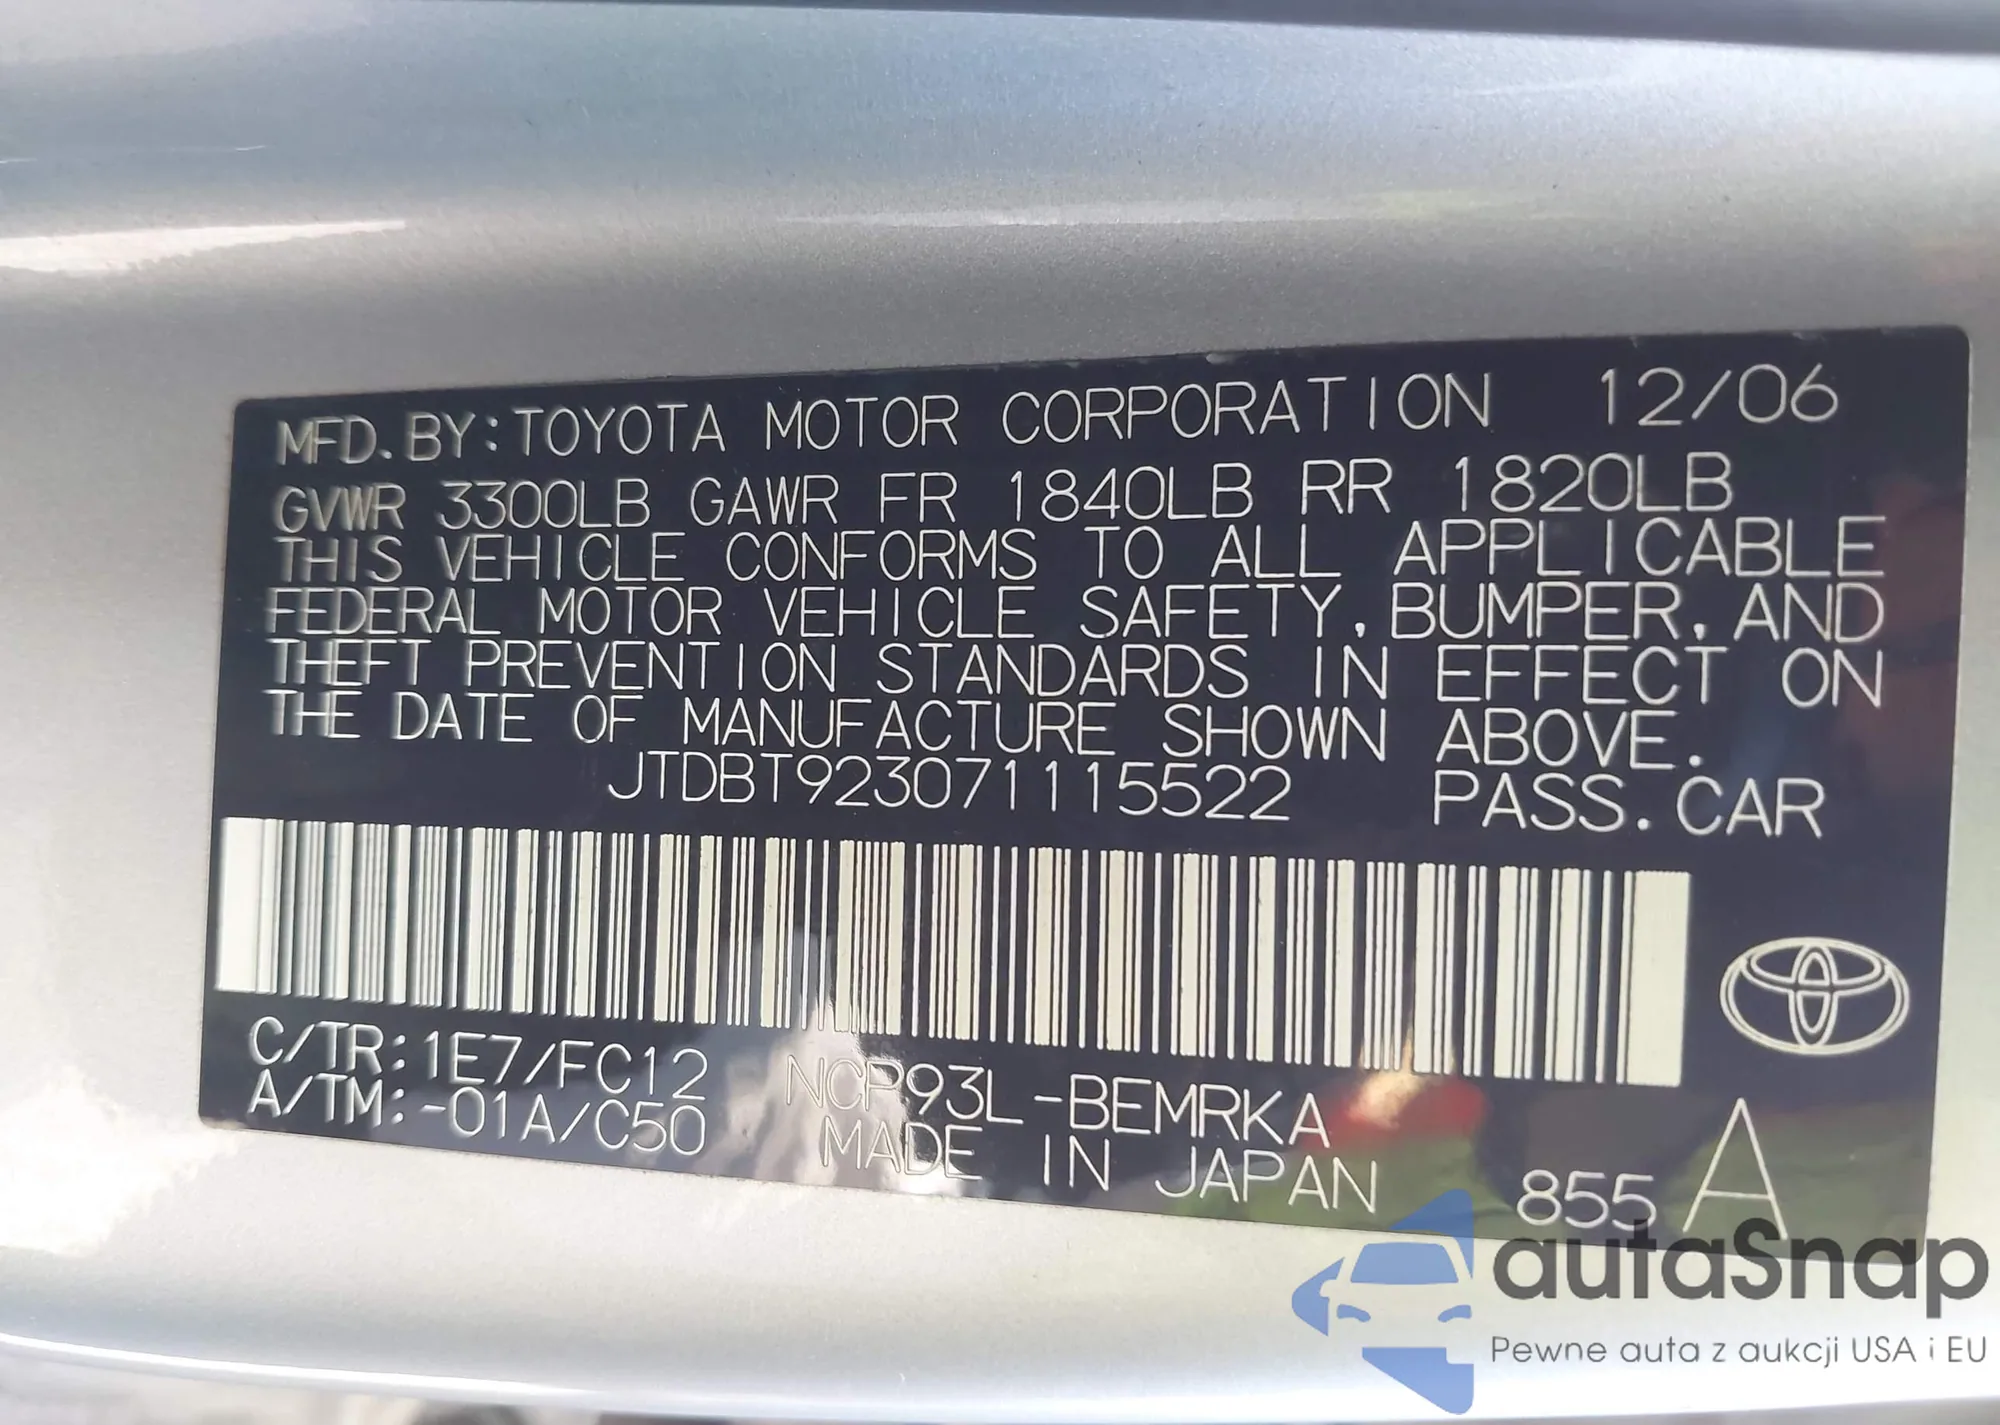 MFD. BY: TOYOTA MOTOR CORPORATION 12/06
GVWR 3300LB GAWR FR 1840LB RR 1820LB
THIS VEHICLE CONFORMS TO ALL APPLICABLE
FEDERAL MOTOR VEHICLE SAFETY, BUMPER, AND
THEFT PREVENTION STANDARDS IN EFFECT ON
THE DATE OF MANUFACTURE SHOWN ABOVE.
JTDBT923071115522 PASS. CAR
C/TR: 1E7/FC12 NCP93L-BEMRKA
A/TM: -01A/C50 MADE IN JAPAN 855 A
autaSnap
Pewne auta z aukcji USA i EU